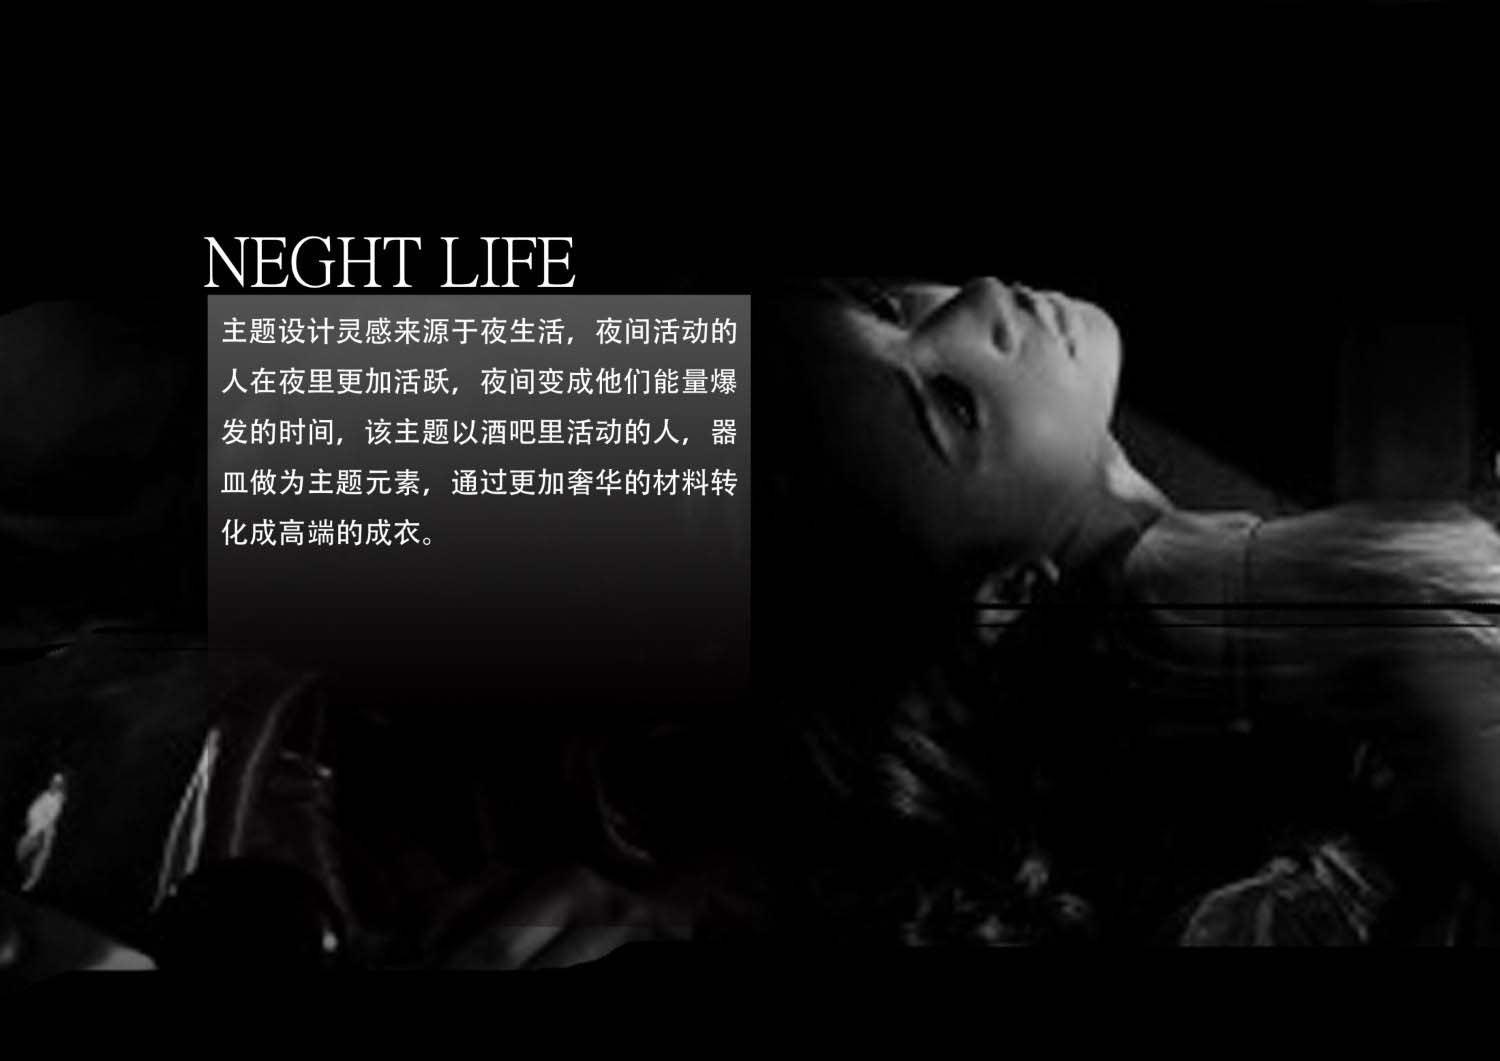 NEGHT LIFE
主题设计灵感来源于夜生活，夜间活动的
人在夜里更加活跃，夜间变成他们能量爆
发的时间，该主题以酒吧里活动的人，器
皿做为主题元素，通过更加奢华的材料转
化成高端的成衣。